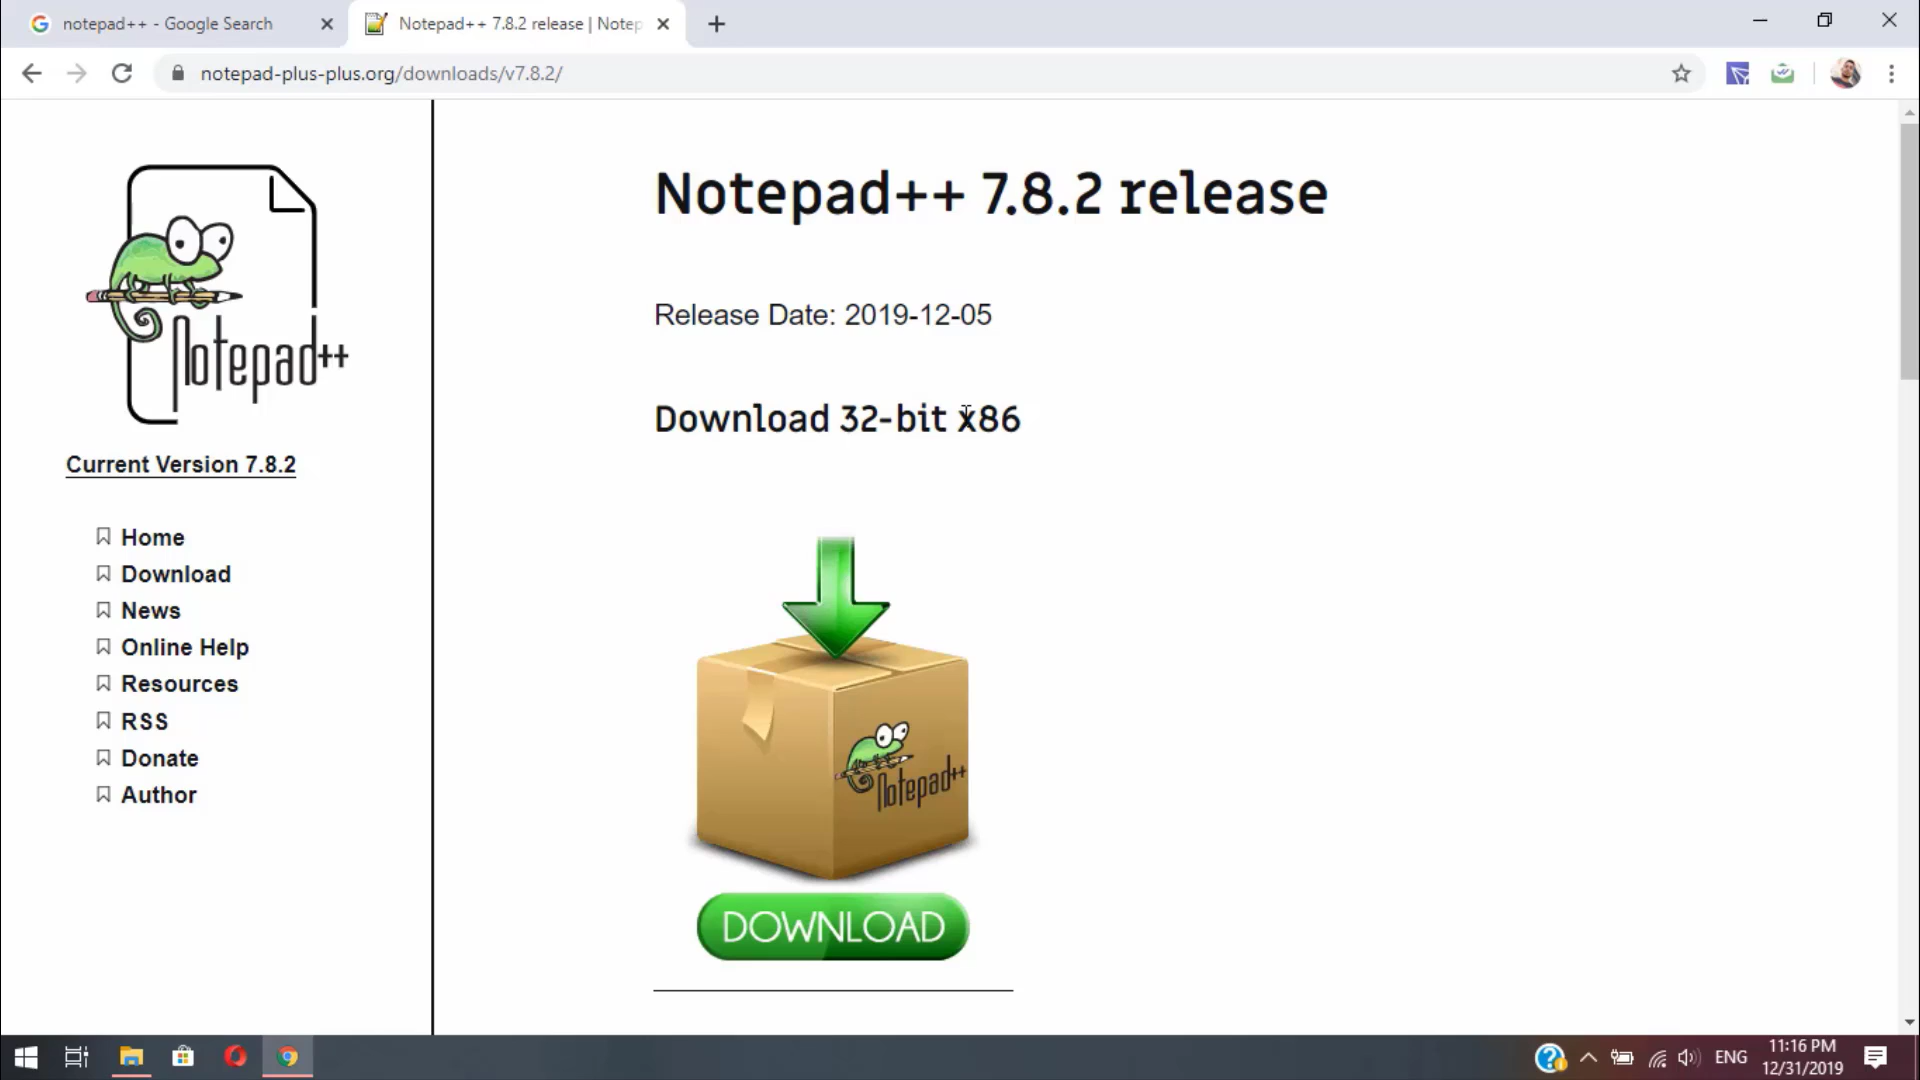 notepad++ - Google Search
Notepad++ 7.8.2 release | Notep
notepad-plus-plus.org/downloads/v7.8.2/
Notepad++
Current Version 7.8.2
Home
Download
News
Online Help
Resources
RSS
Donate
Author
Notepad++ 7.8.2 release
Release Date: 2019-12-05
Download 32-bit x86
Notepad++
DOWNLOAD
ENG
11:16 PM
12/31/2019